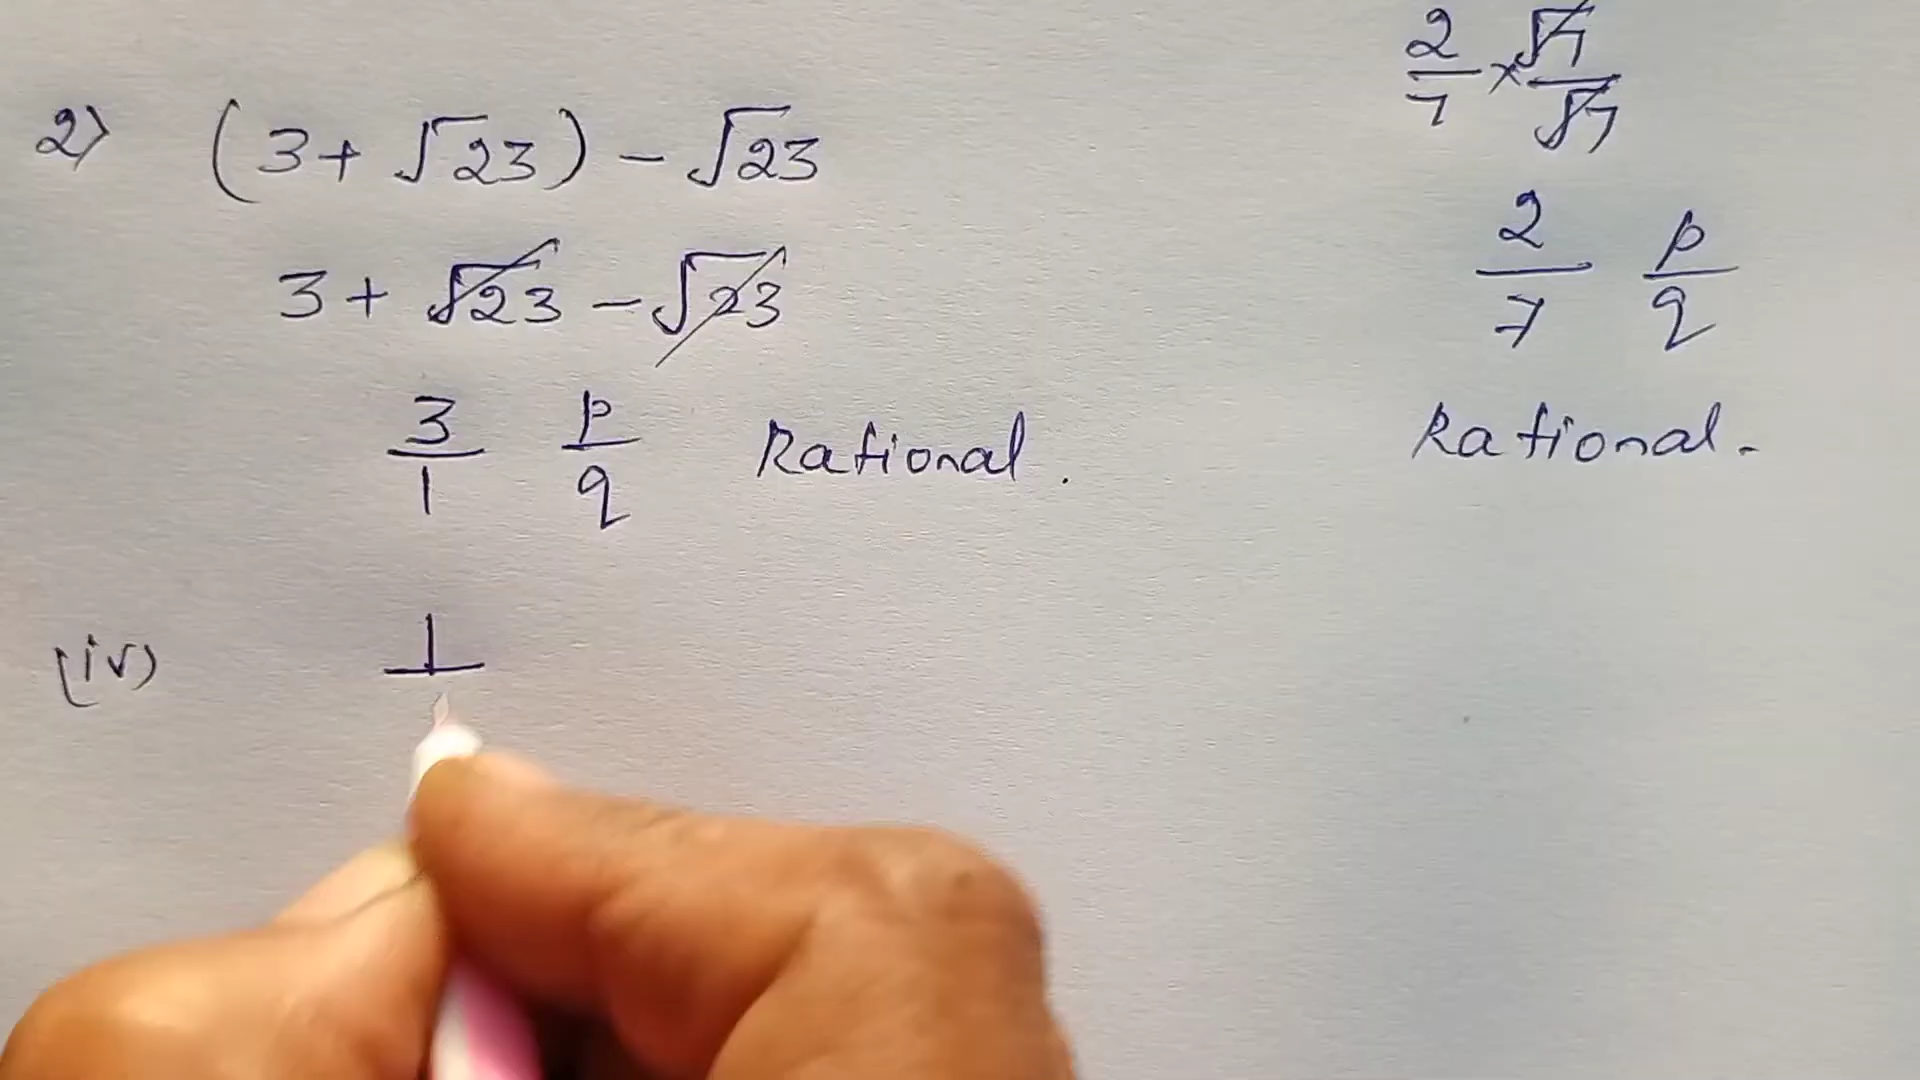 2) (3 + √23) - √23
3 + √23 - √23
3/1 p/q Rational.
(iv) 1
2/7 × √7/√7
2/7 p/q
Rational.